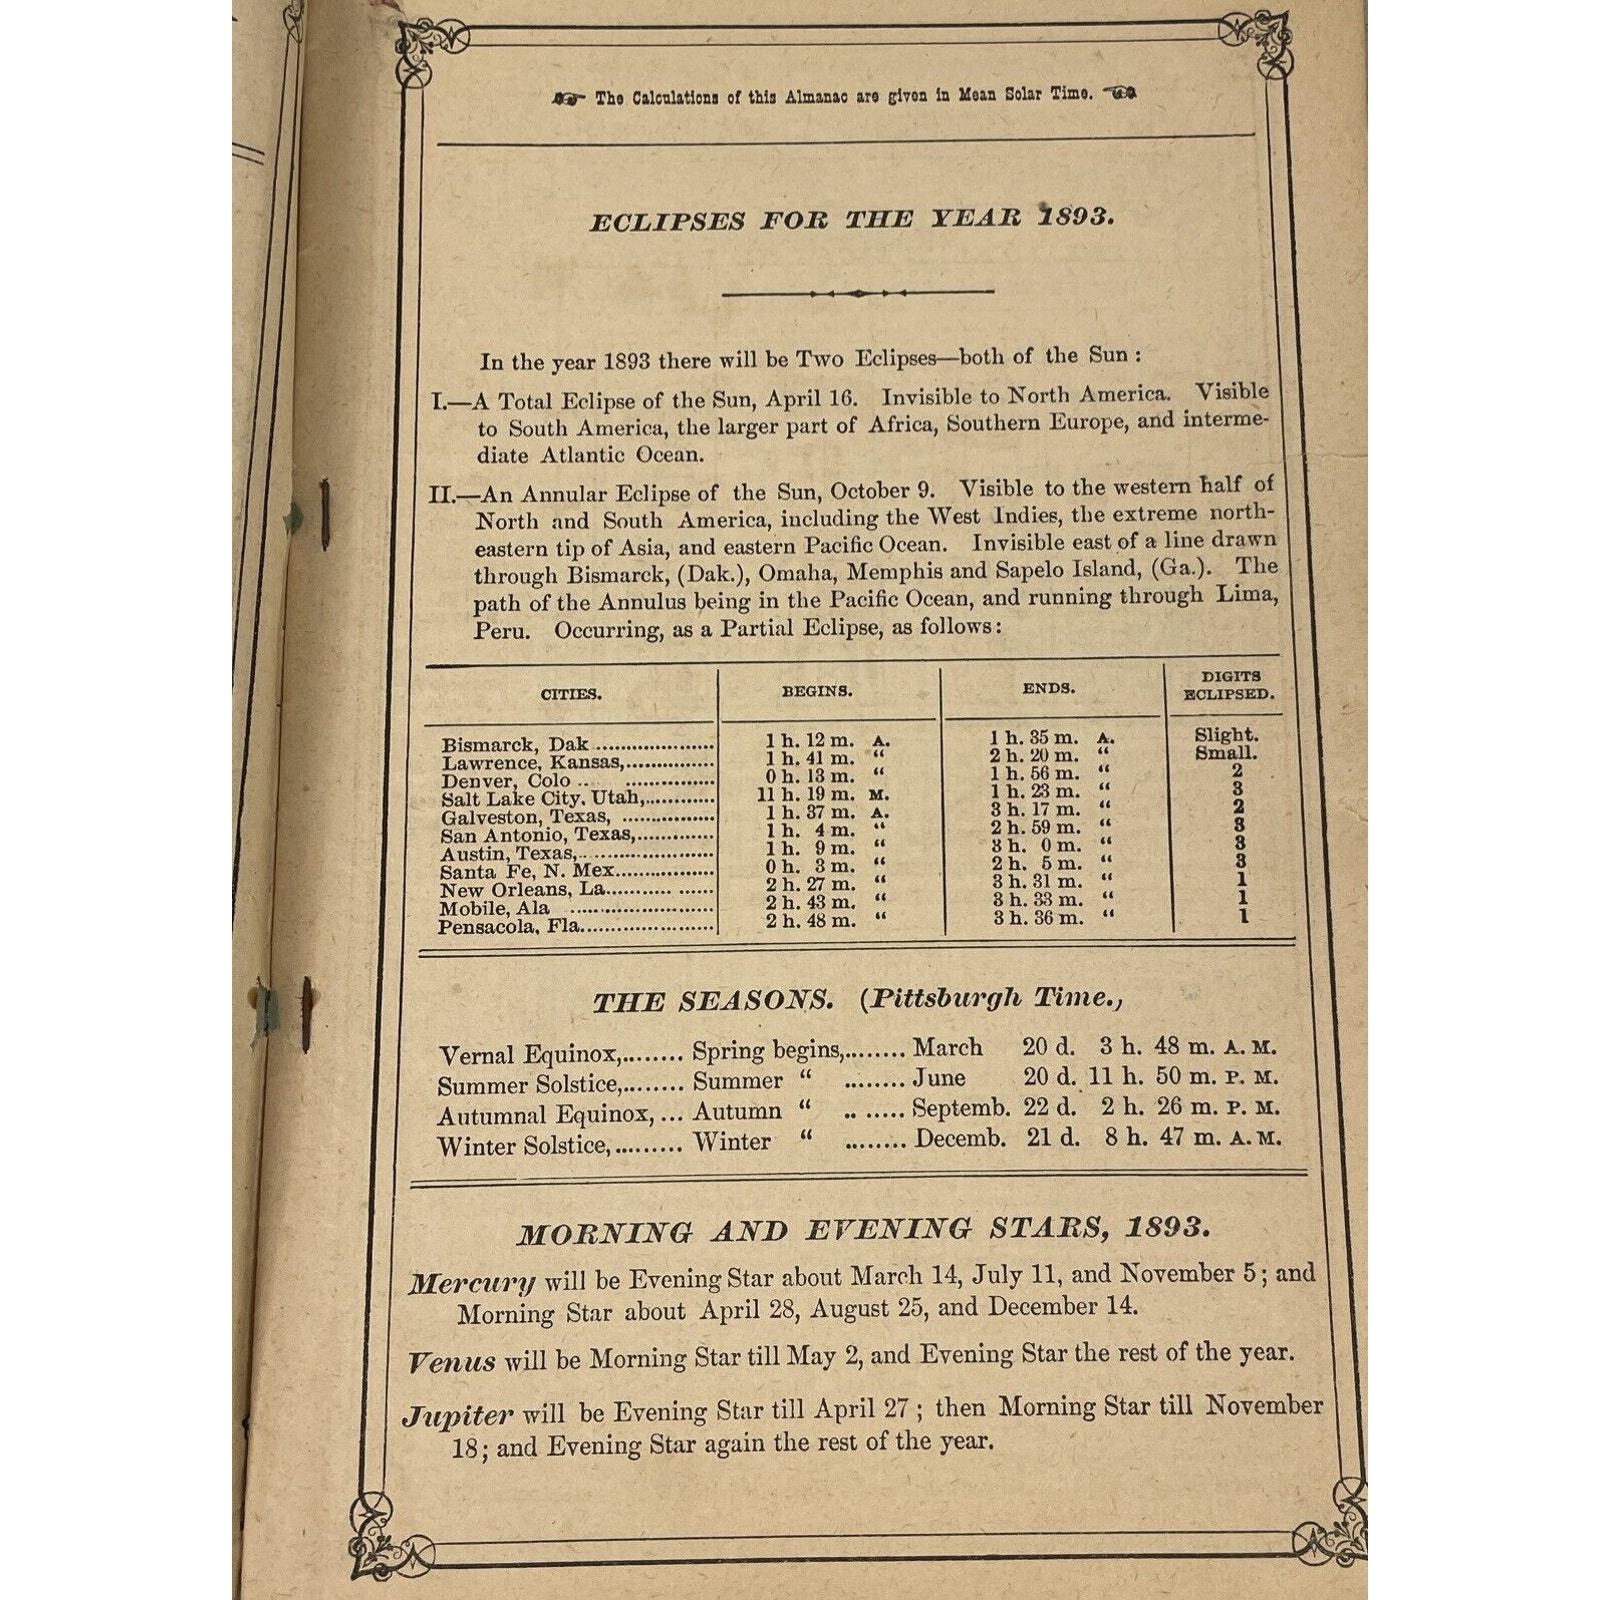 The Calculations of this Almanac are given in Mean Solar Time.
ECLIPSES FOR THE YEAR 1893.
In the year 1893 there will be Two Eclipses—both of the Sun:
I.—A Total Eclipse of the Sun, April 16. Invisible to North America. Visible
to South America, the larger part of Africa, Southern Europe, and interme-
diate Atlantic Ocean.
II.—An Annular Eclipse of the Sun, October 9. Visible to the western half of
North and South America, including the West Indies, the extreme north-
eastern tip of Asia, and eastern Pacific Ocean. Invisible east of a line drawn
through Bismarck, (Dak.), Omaha, Memphis and Sapelo Island, (Ga.). The
path of the Annulus being in the Pacific Ocean, and running through Lima,
Peru. Occurring, as a Partial Eclipse, as follows:
CITIES. BEGINS. ENDS. DIGITS ECLIPSED.
Bismarck, Dak .................... 1 h. 12 m. A. 1 h. 35 m. A. Slight.
Lawrence, Kansas,............... 1 h. 41 m. “ 2 h. 20 m. “ Small.
Denver, Colo ... ............... 0 h. 13 m. “ 1 h. 56 m. “ 2
Salt Lake City, Utah,............ 11 h. 19 m. M. 1 h. 23 m. “ 3
Galveston, Texas, ................ 1 h. 37 m. A. 3 h. 17 m. “ 2
San Antonio, Texas,............. 1 h. 4 m. “ 2 h. 59 m. “ 3
Austin, Texas,...................... 1 h. 9 m. “ 3 h. 0 m. “ 3
Santa Fe, N. Mex................. 0 h. 3 m. “ 2 h. 5 m. “ 3
New Orleans, La........... ...... 2 h. 27 m. “ 3 h. 31 m. “ 1
Mobile, Ala ....................... 2 h. 43 m. “ 3 h. 33 m. “ 1
Pensacola, Fla...................... 2 h. 48 m. “ 3 h. 36 m. “ 1
THE SEASONS. (Pittsburgh Time.,
Vernal Equinox,........ Spring begins,........ March 20 d. 3 h. 48 m. A. M.
Summer Solstice,........ Summer “ ........ June 20 d. 11 h. 50 m. P. M.
Autumnal Equinox, ... Autumn “ .. ..... Septemb. 22 d. 2 h. 26 m. P. M.
Winter Solstice,......... Winter “ ........ Decemb. 21 d. 8 h. 47 m. A. M.
MORNING AND EVENING STARS, 1893.
Mercury will be Evening Star about March 14, July 11, and November 5; and
Morning Star about April 28, August 25, and December 14.
Venus will be Morning Star till May 2, and Evening Star the rest of the year.
Jupiter will be Evening Star till April 27; then Morning Star till November
18; and Evening Star again the rest of the year.